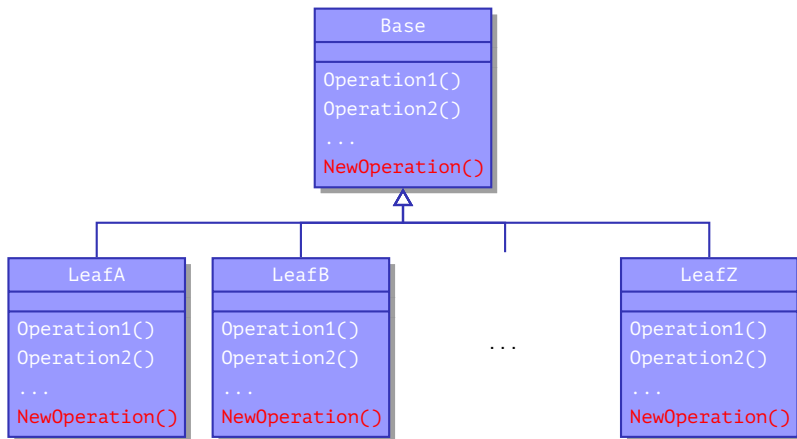 Base
Operation1()
Operation2()
...
NewOperation()
LeafA
Operation1()
Operation2()
...
NewOperation()
LeafB
Operation1()
Operation2()
...
NewOperation()
...
LeafZ
Operation1()
Operation2()
...
NewOperation()